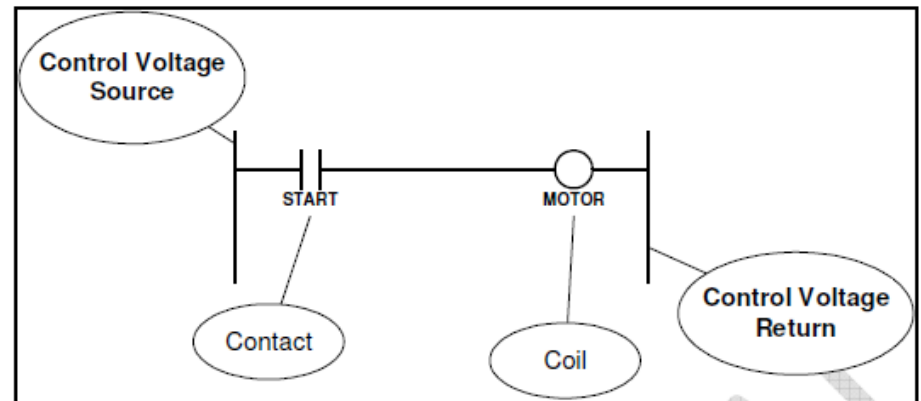 Control Voltage
Source
START
MOTOR
Contact
Coil
Control Voltage
Return